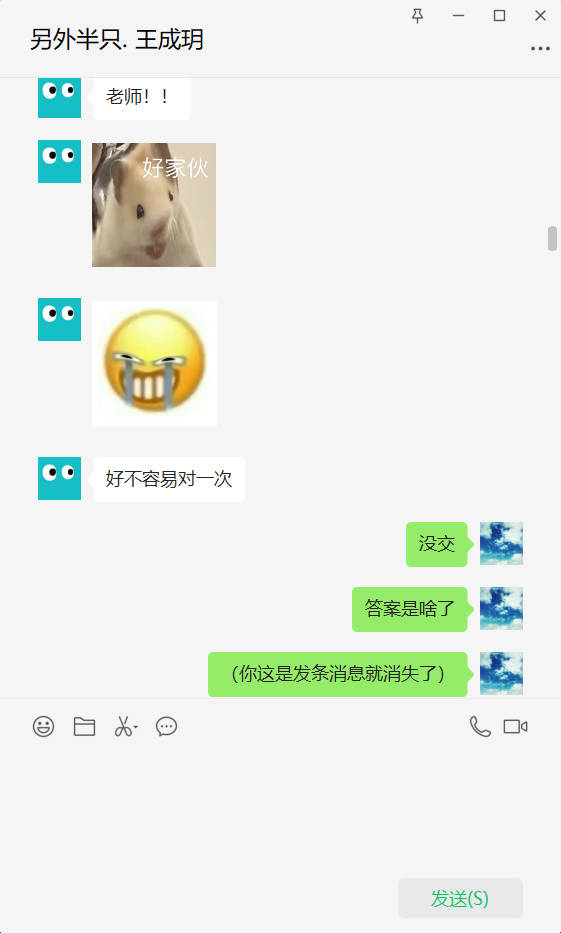 另外半只. 王成玥
老师！！
好家伙
好不容易对一次
没交
答案是啥了
（你这是发条消息就消失了）
发送(S)